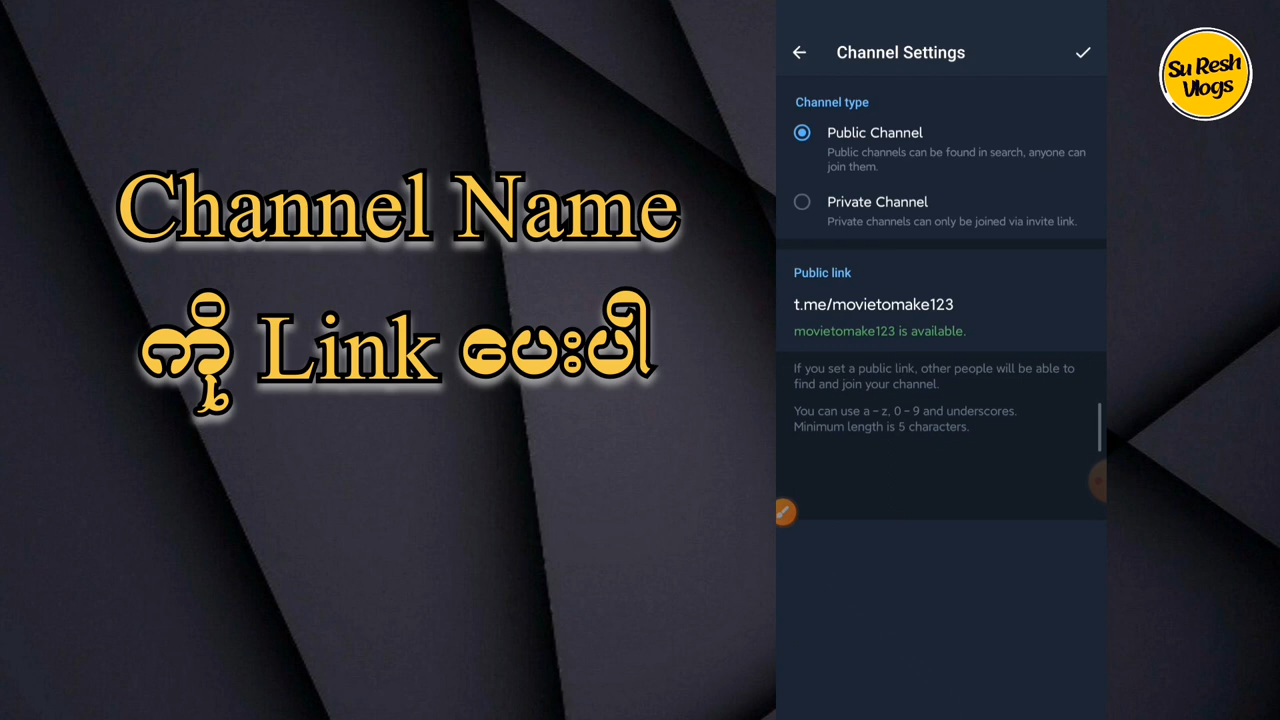 Channel Name
ကို Link ပေးပါ
Channel Settings
Channel type
Public Channel
Public channels can be found in search, anyone can
join them.
Private Channel
Private channels can only be joined via invite link.
Public link
t.me/movietomake123
movietomake123 is available.
If you set a public link, other people will be able to
find and join your channel.
You can use a – z, 0 – 9 and underscores.
Minimum length is 5 characters.
Su Resh
Vlogs